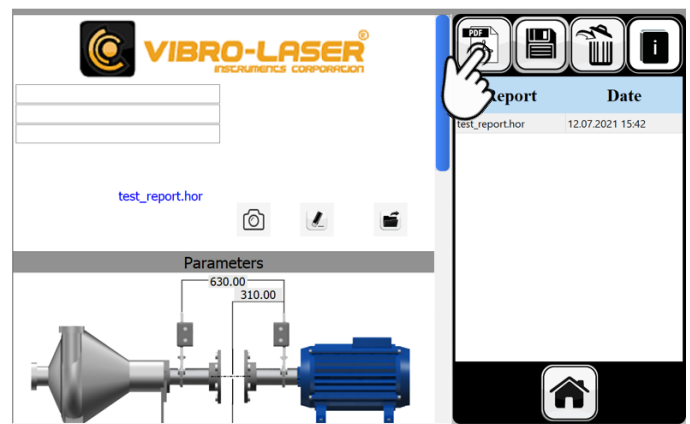 VIBRO-LASER®
INSTRUMENTS CORPORATION
test_report.hor
Parameters
630.00
310.00
PDF
i
Report Date
test_report.hor 12.07.2021 15:42